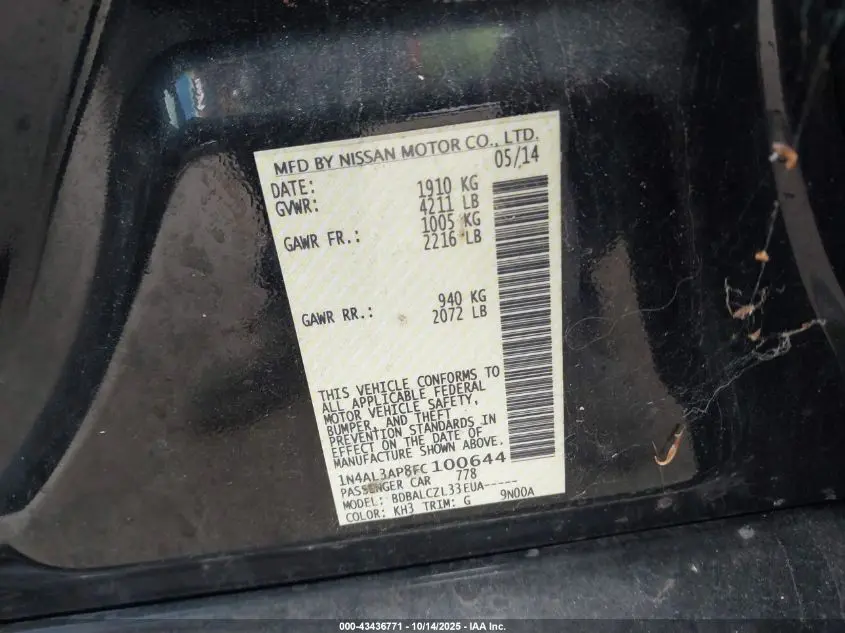 MFD BY NISSAN MOTOR CO., LTD.
DATE: 05/14
GVWR: 1910 KG
4211 LB
GAWR FR.: 1005 KG
2216 LB
GAWR RR.: 940 KG
2072 LB
THIS VEHICLE CONFORMS TO
ALL APPLICABLE FEDERAL
MOTOR VEHICLE SAFETY,
BUMPER, AND THEFT
PREVENTION STANDARDS IN
EFFECT ON THE DATE OF
MANUFACTURE SHOWN ABOVE.
1N4AL3AP8FC100644
PASSENGER CAR 778
MODEL: BDBALCZL33EUA-----
COLOR: KH3 TRIM: G 9N00A
000-43436771 | 10/14/2025 | IAA Inc.